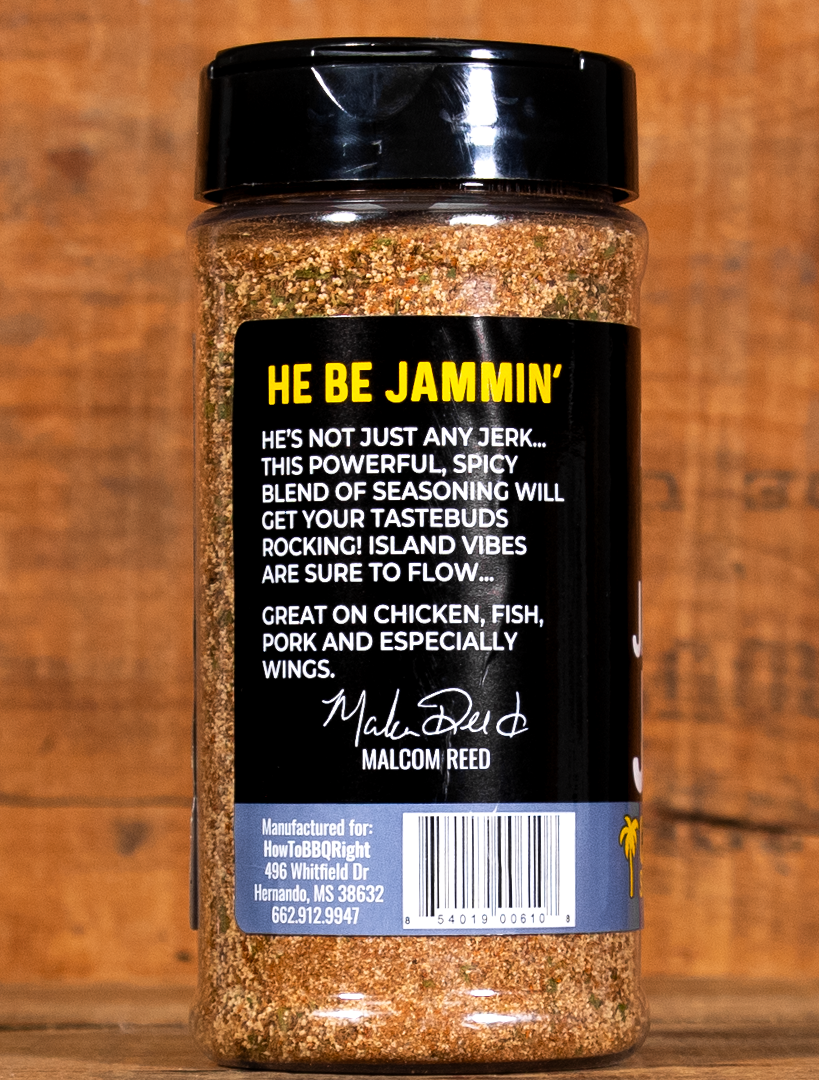 HE BE JAMMIN'
HE'S NOT JUST ANY JERK...
THIS POWERFUL, SPICY
BLEND OF SEASONING WILL
GET YOUR TASTEBUDS
ROCKING! ISLAND VIBES
ARE SURE TO FLOW...
GREAT ON CHICKEN, FISH,
PORK AND ESPECIALLY
WINGS.
Malcom Reed
MALCOM REED
Manufactured for:
HowToBBQRight
496 Whitfield Dr
Hernando, MS 38632
662.912.9947
8 54019 00610 8